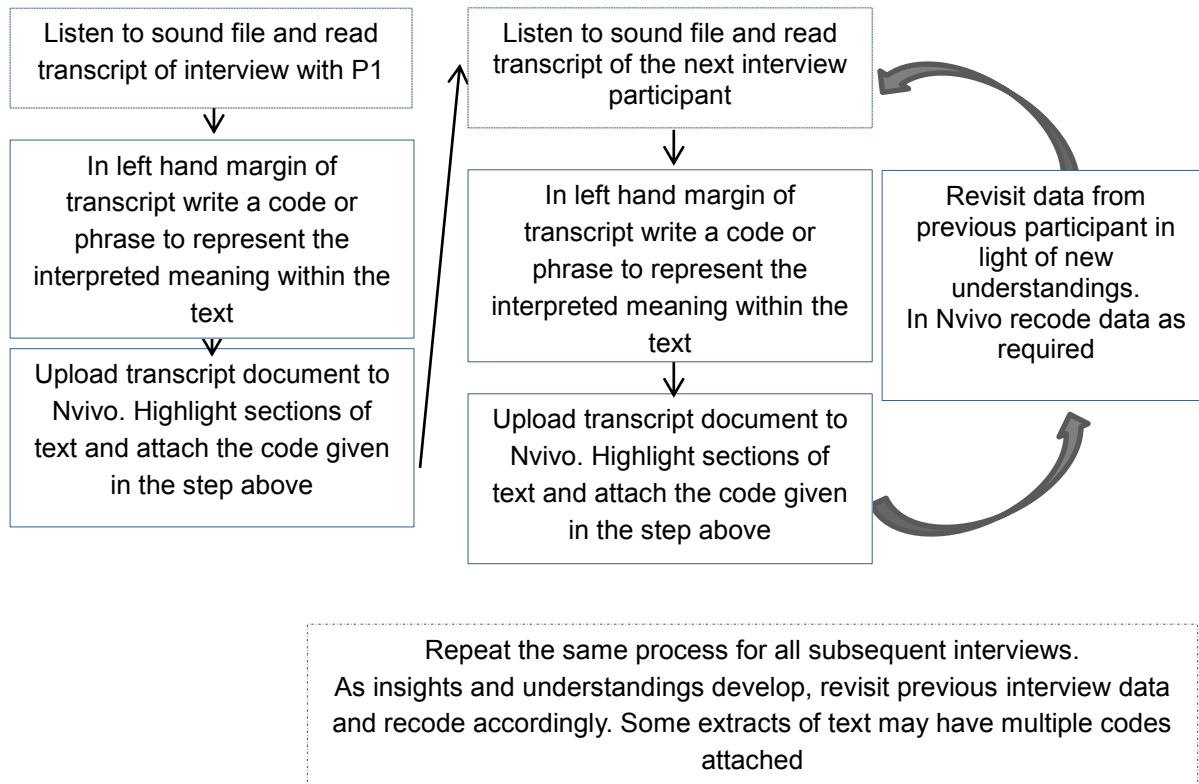 Listen to sound file and read
transcript of interview with P1
In left hand margin of
transcript write a code or
phrase to represent the
interpreted meaning within the
text
Upload transcript document to
Nvivo. Highlight sections of
text and attach the code given
in the step above
Listen to sound file and read
transcript of the next interview
participant
In left hand margin of
transcript write a code or
phrase to represent the
interpreted meaning within the
text
Upload transcript document to
Nvivo. Highlight sections of
text and attach the code given
in the step above
Revisit data from
previous participant in
light of new
understandings.
In Nvivo recode data as
required
Repeat the same process for all subsequent interviews.
As insights and understandings develop, revisit previous interview data
and recode accordingly. Some extracts of text may have multiple codes
attached